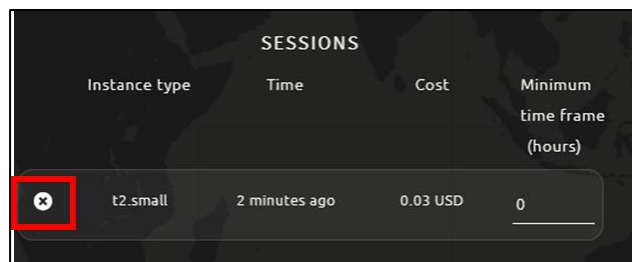 SESSIONS
Instance type Time Cost Minimum
time frame
(hours)
t2.small 2 minutes ago 0.03 USD 0